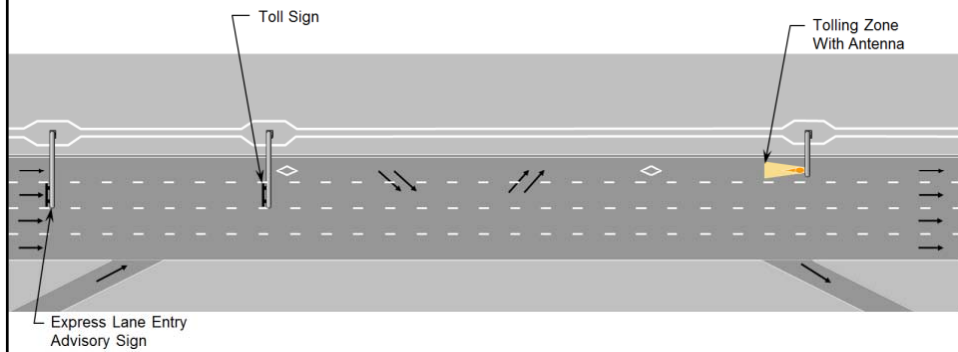 Toll Sign
Tolling Zone
With Antenna
Express Lane Entry
Advisory Sign